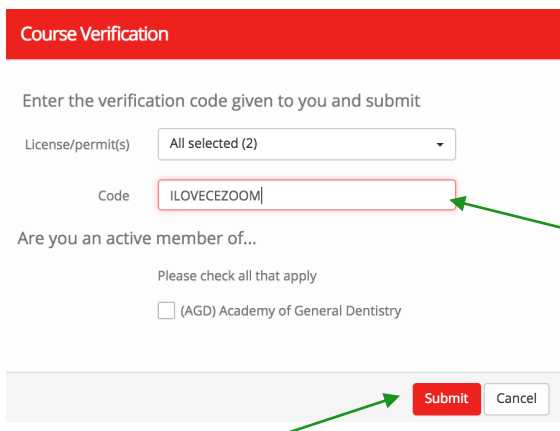 Course Verification
Enter the verification code given to you and submit
License/permit(s) All selected (2)
Code ILOVECEZOOM
Are you an active member of...
Please check all that apply
(AGD) Academy of General Dentistry
Submit Cancel